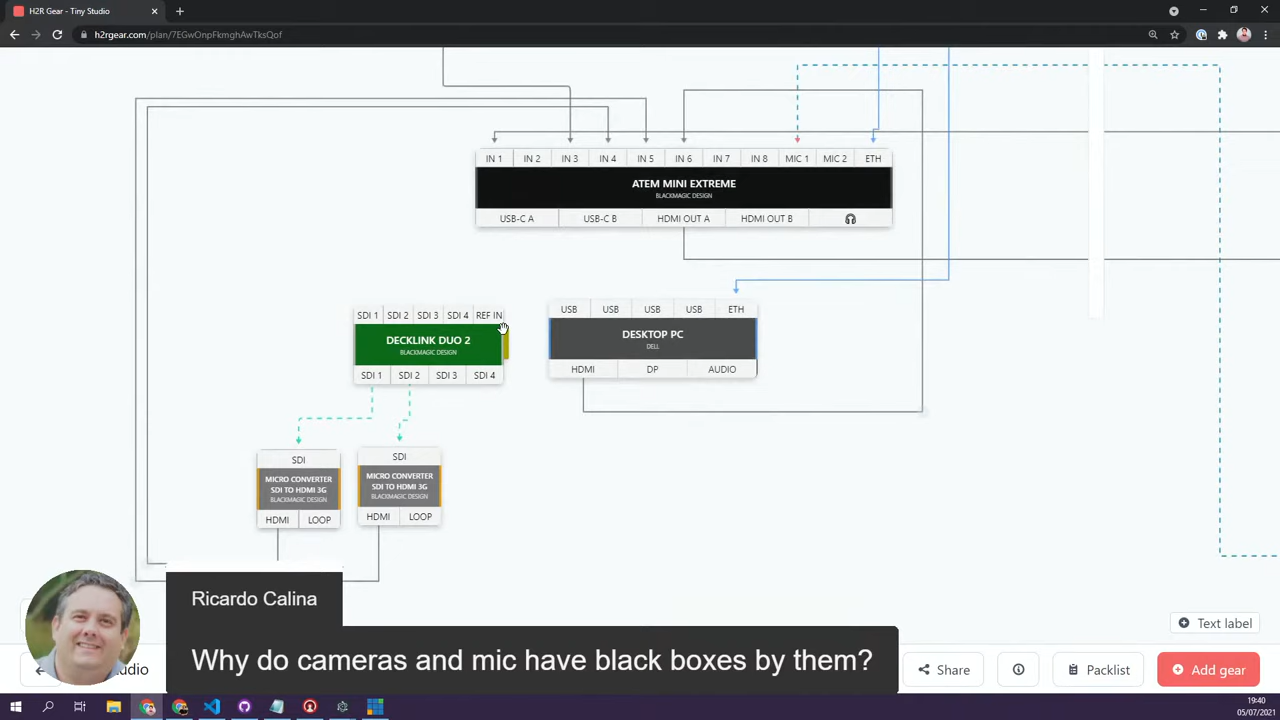 H2R Gear - Tiny Studio
h2rgear.com/plan/7EGwOnpFkmghAwTksQof
IN 1 IN 2 IN 3 IN 4 IN 5 IN 6 IN 7 IN 8 MIC 1 MIC 2 ETH
ATEM MINI EXTREME
BLACKMAGIC DESIGN
USB-C A USB-C B HDMI OUT A HDMI OUT B
SDI 1 SDI 2 SDI 3 SDI 4 REF IN
DECKLINK DUO 2
BLACKMAGIC DESIGN
SDI 1 SDI 2 SDI 3 SDI 4
USB USB USB USB ETH
DESKTOP PC
DELL
HDMI DP AUDIO
SDI
MICRO CONVERTER
SDI TO HDMI 3G
BLACKMAGIC DESIGN
HDMI LOOP
SDI
MICRO CONVERTER
SDI TO HDMI 3G
BLACKMAGIC DESIGN
HDMI LOOP
Text label
Ricardo Calina
Why do cameras and mic have black boxes by them?
Share
Packlist
Add gear
19:40
05/07/2021